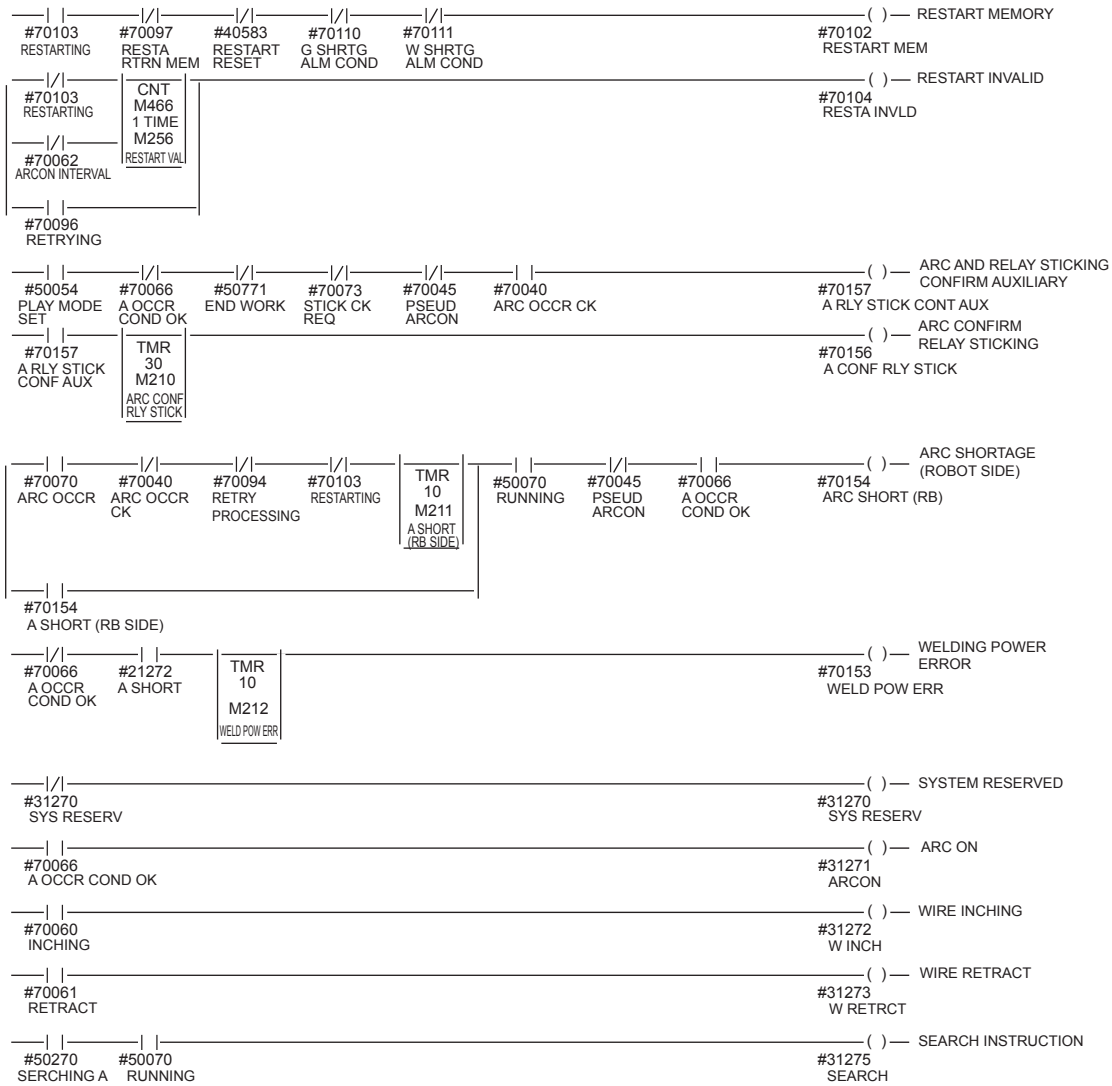 RESTART MEMORY
#70103 #70097 #40583 #70110 #70111 #70102
RESTARTING RESTA RESTART G SHRTG W SHRTG RESTART MEM
RTRN MEM RESET ALM COND ALM COND
RESTART INVALID
#70103 CNT #70104
RESTARTING M466 RESTA INVLD
1 TIME
M256
#70062 RESTART VAL
ARCON INTERVAL
#70096
RETRYING
ARC AND RELAY STICKING
CONFIRM AUXILIARY
#50054 #70066 #50771 #70073 #70045 #70040 #70157
PLAY MODE A OCCR END WORK STICK CK PSEUD ARC OCCR CK A RLY STICK CONT AUX
SET COND OK REQ ARCON
ARC CONFIRM
RELAY STICKING
#70157 TMR #70156
A RLY STICK 30 A CONF RLY STICK
CONF AUX M210
ARC CONF
RLY STICK
ARC SHORTAGE
(ROBOT SIDE)
#70070 #70040 #70094 #70103 TMR #50070 #70045 #70066 #70154
ARC OCCR ARC OCCR RETRY RESTARTING 10 RUNNING PSEUD A OCCR ARC SHORT (RB)
CK PROCESSING M211 ARCON COND OK
A SHORT
(RB SIDE)
#70154
A SHORT (RB SIDE)
WELDING POWER
ERROR
#70066 #21272 TMR #70153
A OCCR A SHORT 10 WELD POW ERR
COND OK M212
WELD POW ERR
SYSTEM RESERVED
#31270 #31270
SYS RESERV SYS RESERV
ARC ON
#70066 #31271
A OCCR COND OK ARCON
WIRE INCHING
#70060 #31272
INCHING W INCH
WIRE RETRACT
#70061 #31273
RETRACT W RETRCT
SEARCH INSTRUCTION
#50270 #50070 #31275
SERCHING A RUNNING SEARCH